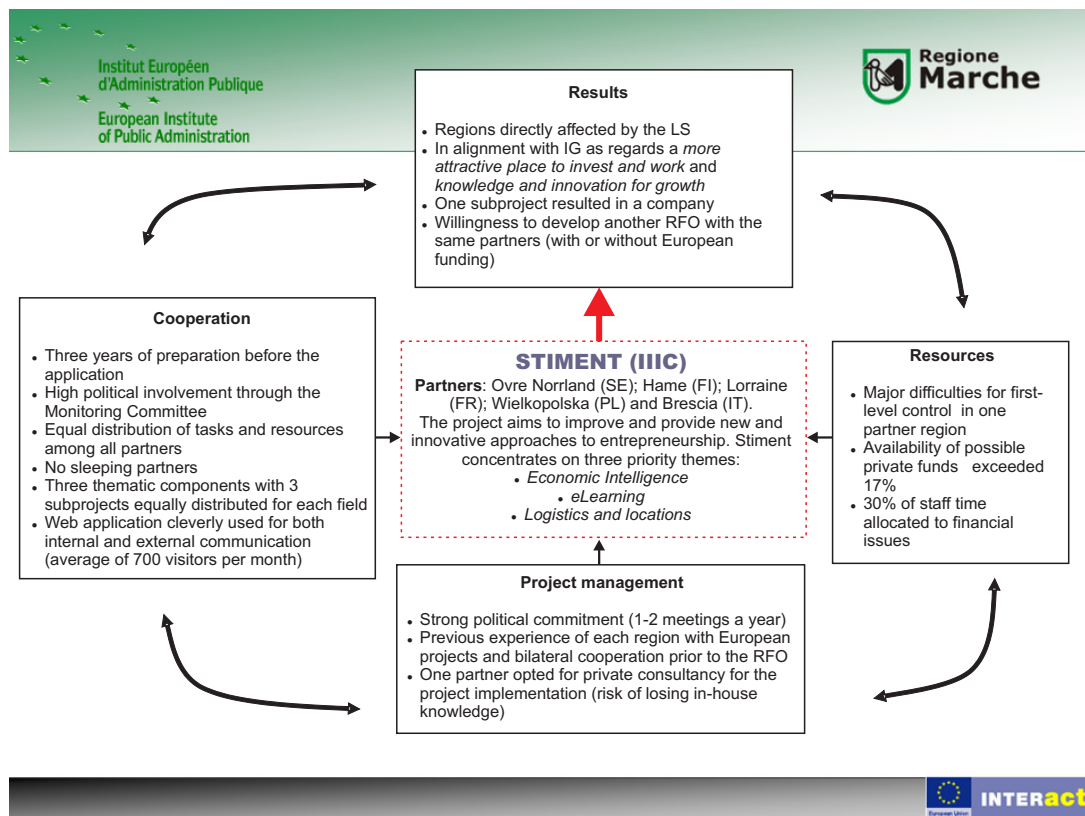 Institut Européen
d'Administration Publique
European Institute
of Public Administration
Regione
Marche
Results
• Regions directly affected by the LS
• In alignment with IG as regards a more
attractive place to invest and work and
knowledge and innovation for growth
• One subproject resulted in a company
• Willingness to develop another RFO with the
same partners (with or without European
funding)
Cooperation
• Three years of preparation before the
application
• High political involvement through the
Monitoring Committee
• Equal distribution of tasks and resources
among all partners
• No sleeping partners
• Three thematic components with 3
subprojects equally distributed for each field
• Web application cleverly used for both
internal and external communication
(average of 700 visitors per month)
STIMENT (IIIC)
Partners: Ovre Norrland (SE); Hame (FI); Lorraine
(FR); Wielkopolska (PL) and Brescia (IT).
The project aims to improve and provide new and
innovative approaches to entrepreneurship. Stiment
concentrates on three priority themes:
• Economic Intelligence
• eLearning
• Logistics and locations
Resources
• Major difficulties for first-
level control in one
partner region
• Availability of possible
private funds exceeded
17%
• 30% of staff time
allocated to financial
issues
Project management
• Strong political commitment (1-2 meetings a year)
• Previous experience of each region with European
projects and bilateral cooperation prior to the RFO
• One partner opted for private consultancy for the
project implementation (risk of losing in-house
knowledge)
European Union
INTERact